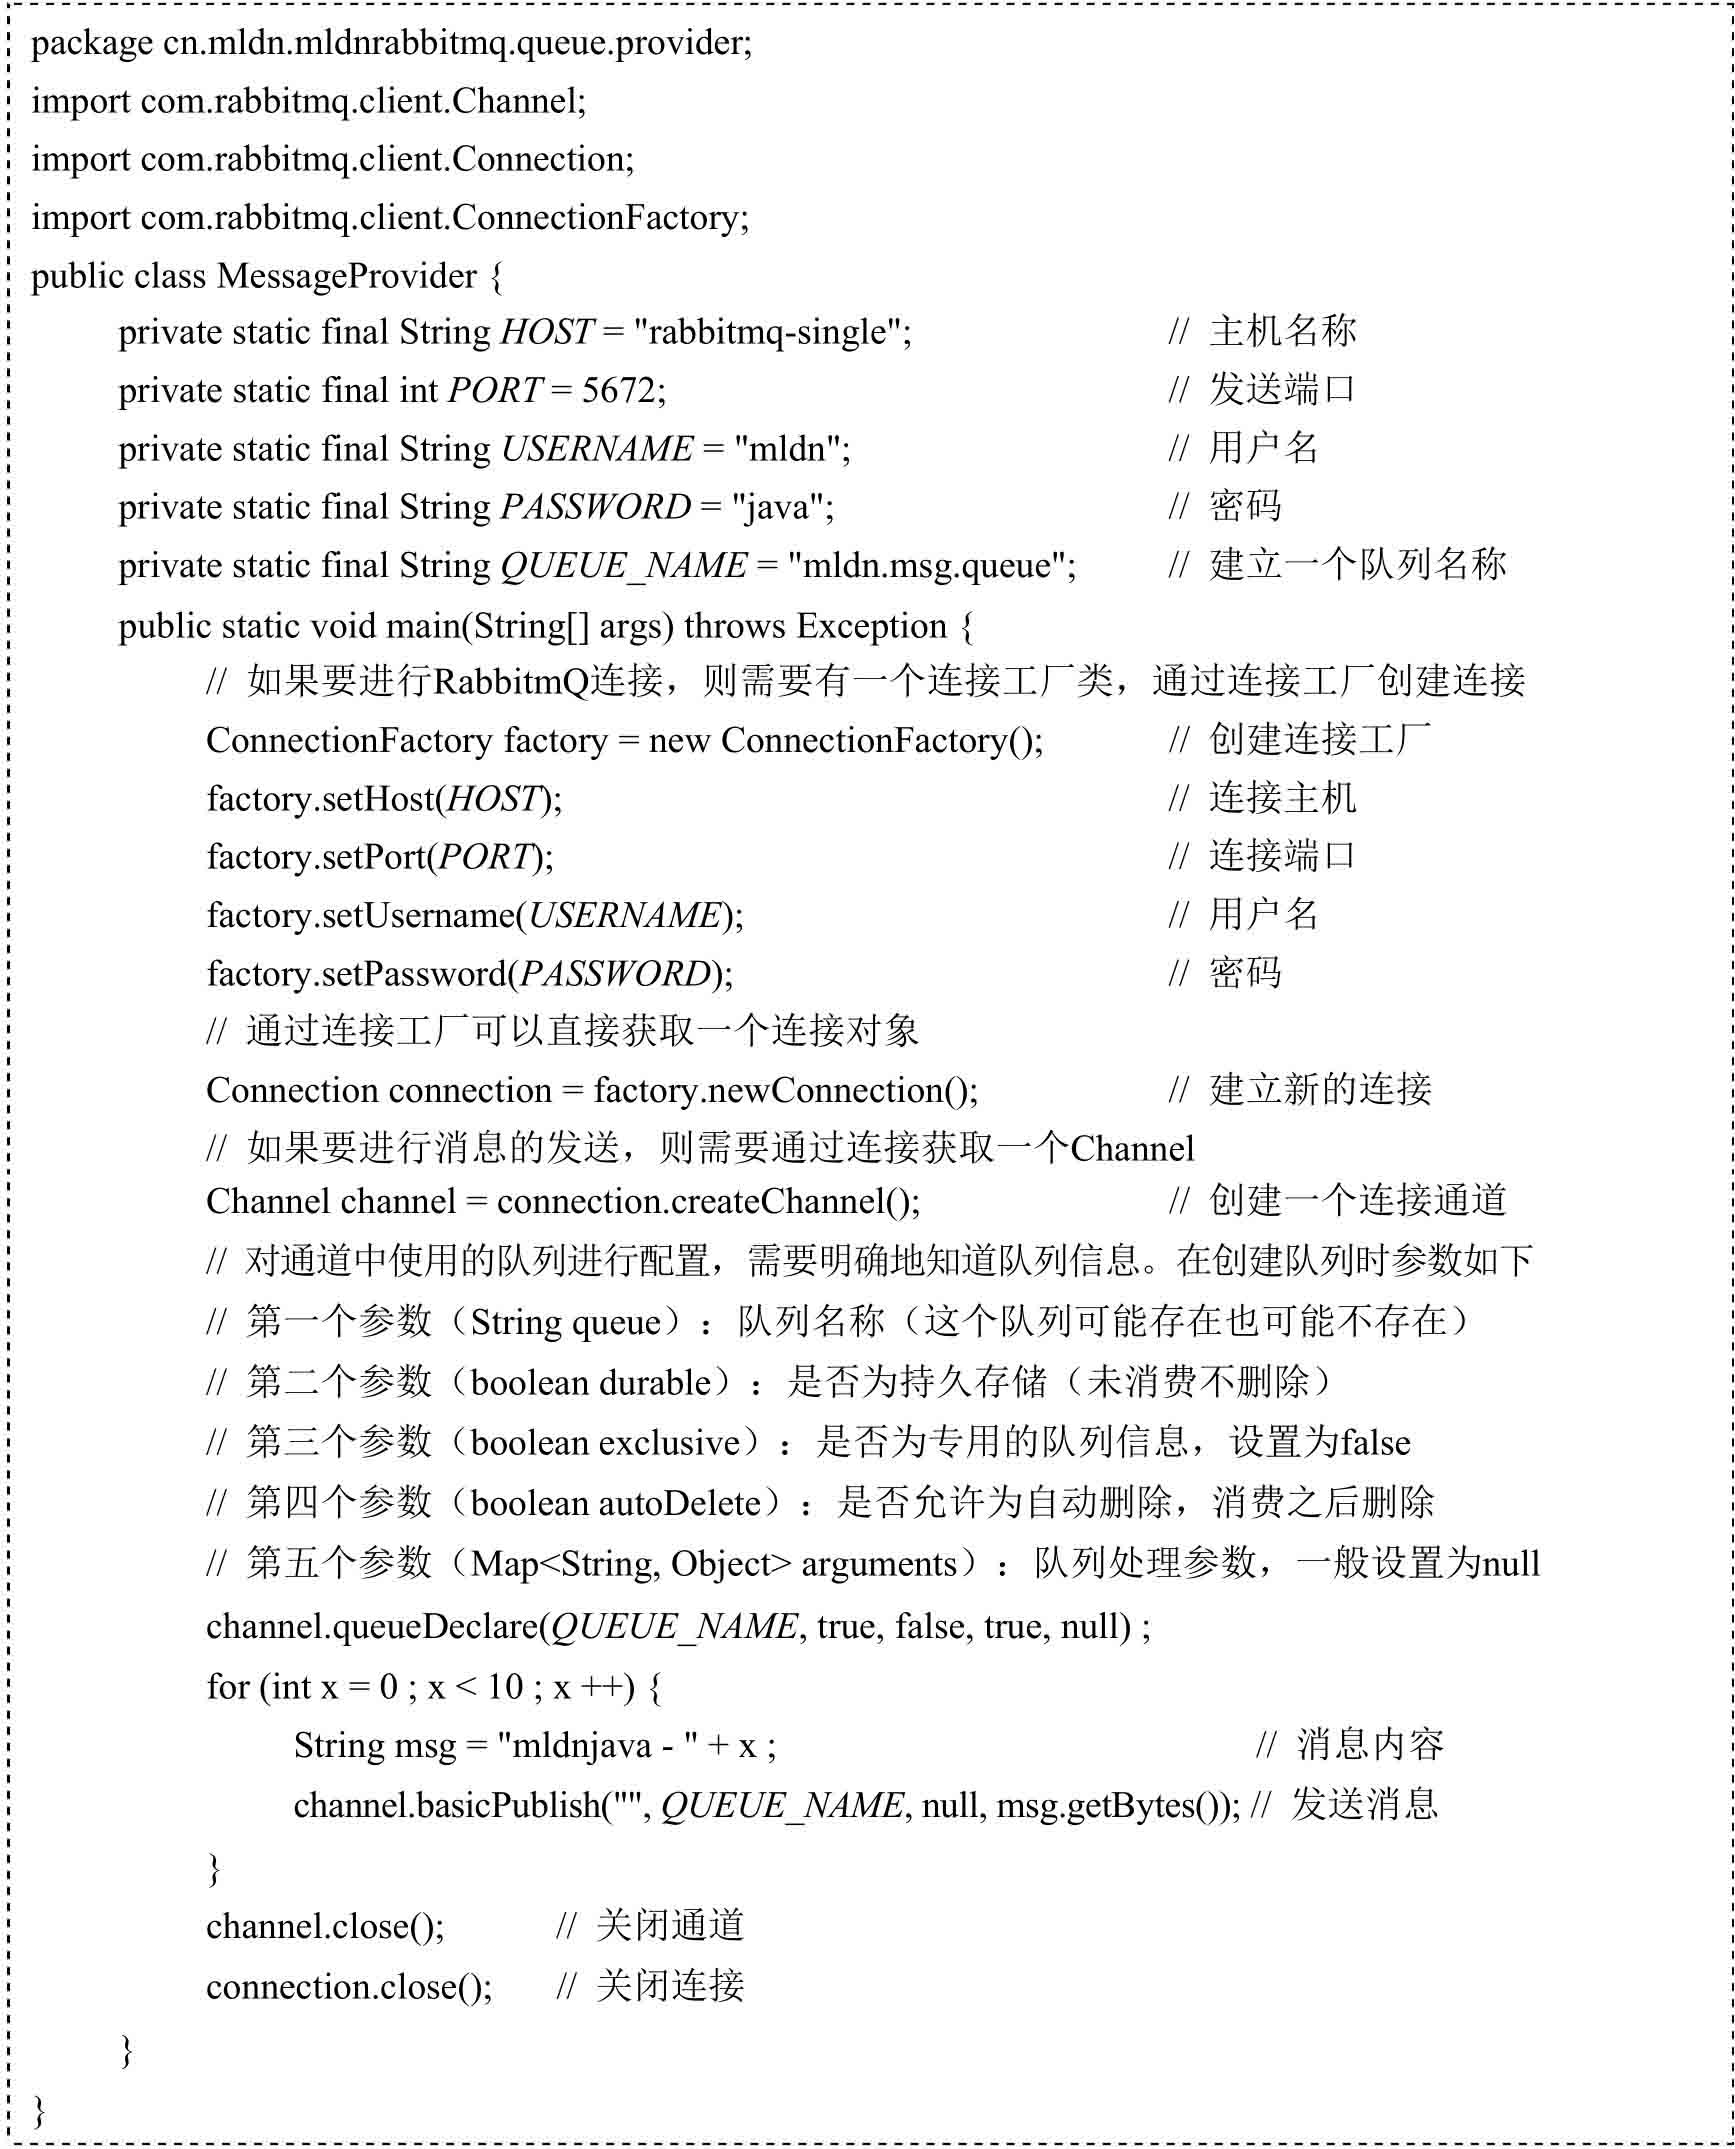 package cn.mldn.mldnrabbitmq.queue.provider;
import com.rabbitmq.client.Channel;
import com.rabbitmq.client.Connection;
import com.rabbitmq.client.ConnectionFactory;
public class MessageProvider {
private static final String HOST = "rabbitmq-single"; // 主机名称
private static final int PORT = 5672; // 发送端口
private static final String USERNAME = "mldn"; // 用户名
private static final String PASSWORD = "java"; // 密码
private static final String QUEUE_NAME = "mldn.msg.queue"; // 建立一个队列名称
public static void main(String[] args) throws Exception {
// 如果要进行RabbitmQ连接，则需要有一个连接工厂类，通过连接工厂创建连接
ConnectionFactory factory = new ConnectionFactory(); // 创建连接工厂
factory.setHost(HOST); // 连接主机
factory.setPort(PORT); // 连接端口
factory.setUsername(USERNAME); // 用户名
factory.setPassword(PASSWORD); // 密码
// 通过连接工厂可以直接获取一个连接对象
Connection connection = factory.newConnection(); // 建立新的连接
// 如果要进行消息的发送，则需要通过连接获取一个Channel
Channel channel = connection.createChannel(); // 创建一个连接通道
// 对通道中使用的队列进行配置，需要明确地知道队列信息。在创建队列时参数如下
// 第一个参数（String queue）：队列名称（这个队列可能存在也可能不存在）
// 第二个参数（boolean durable）：是否为持久存储（未消费不删除）
// 第三个参数（boolean exclusive）：是否为专用的队列信息，设置为false
// 第四个参数（boolean autoDelete）：是否允许为自动删除，消费之后删除
// 第五个参数（Map<String, Object> arguments）：队列处理参数，一般设置为null
channel.queueDeclare(QUEUE_NAME, true, false, true, null) ;
for (int x = 0 ; x < 10 ; x ++) {
String msg = "mldnjava - " + x ; // 消息内容
channel.basicPublish("", QUEUE_NAME, null, msg.getBytes()); // 发送消息
}
channel.close(); // 关闭通道
connection.close(); // 关闭连接
}
}